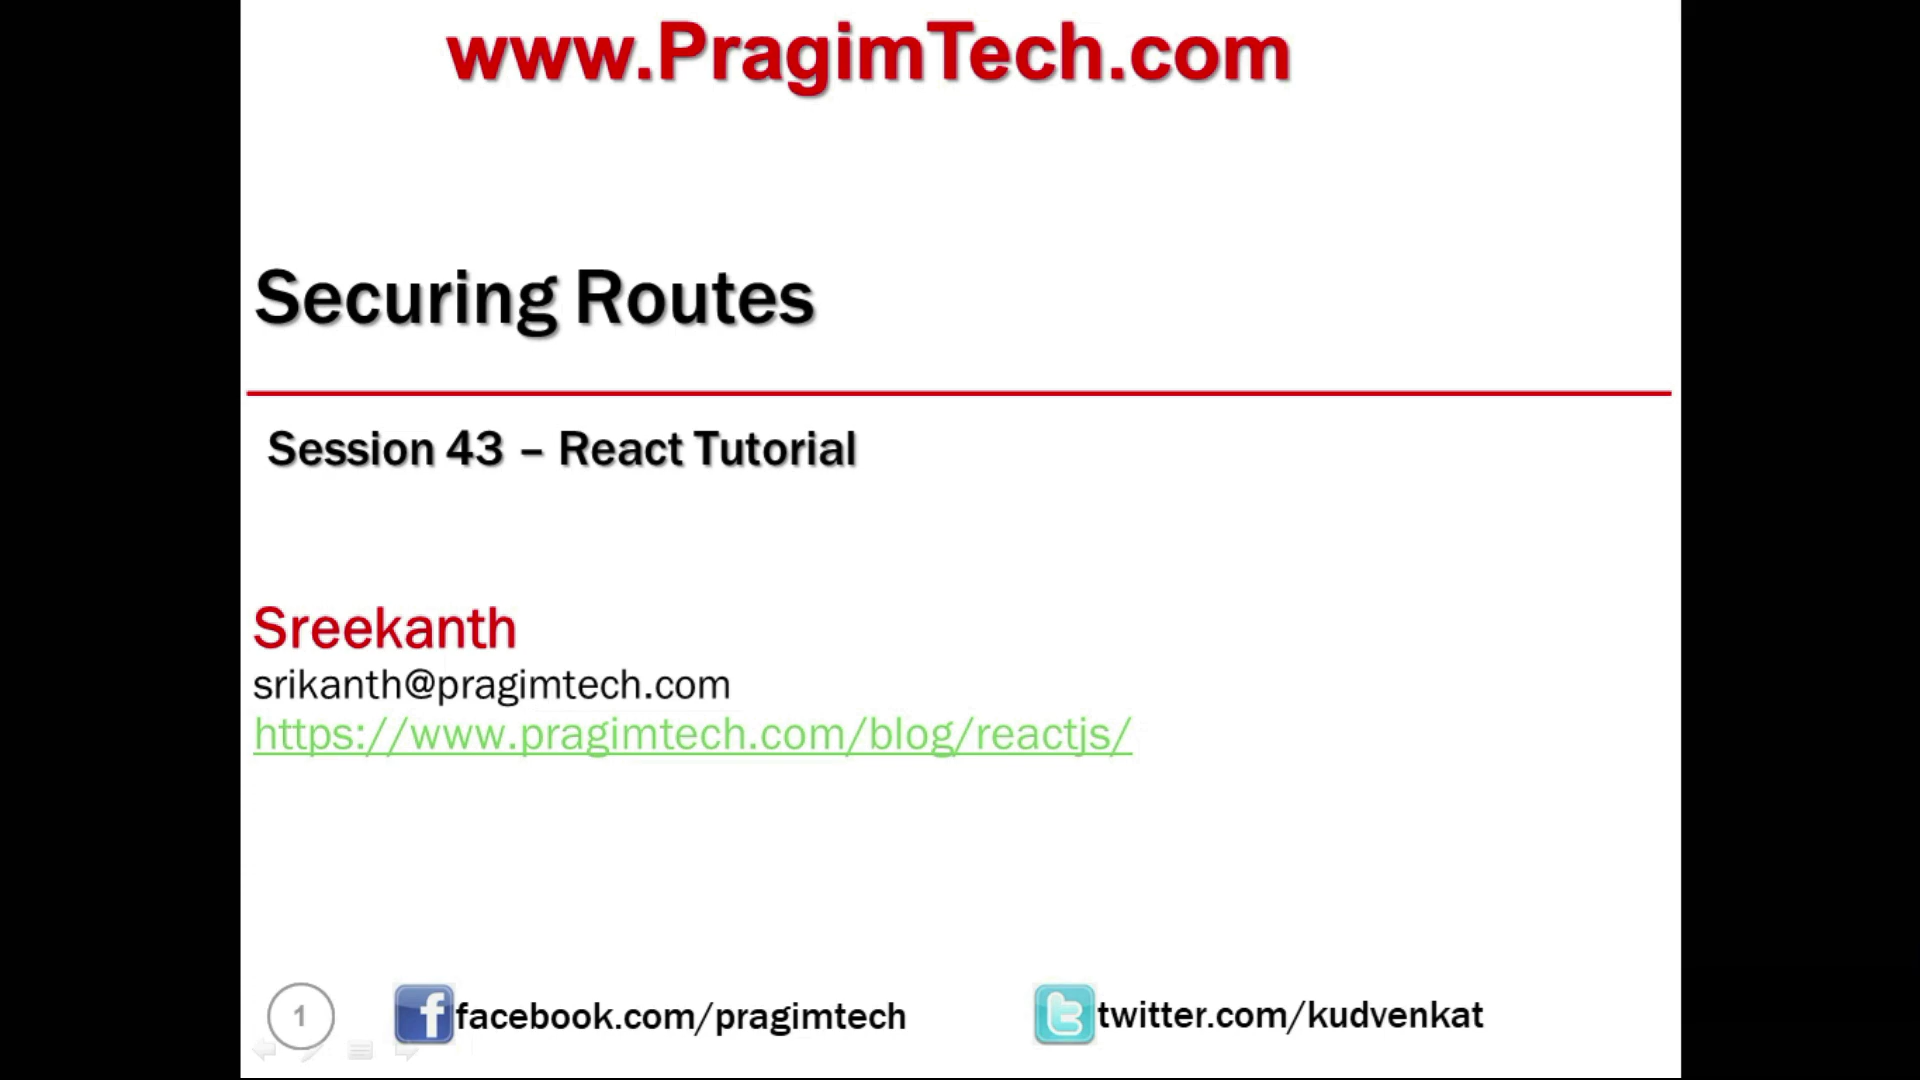 www.PragimTech.com
Securing Routes
Session 43 – React Tutorial
Sreekanth
srikanth@pragimtech.com
https://www.pragimtech.com/blog/reactjs/
1
facebook.com/pragimtech
twitter.com/kudvenkat